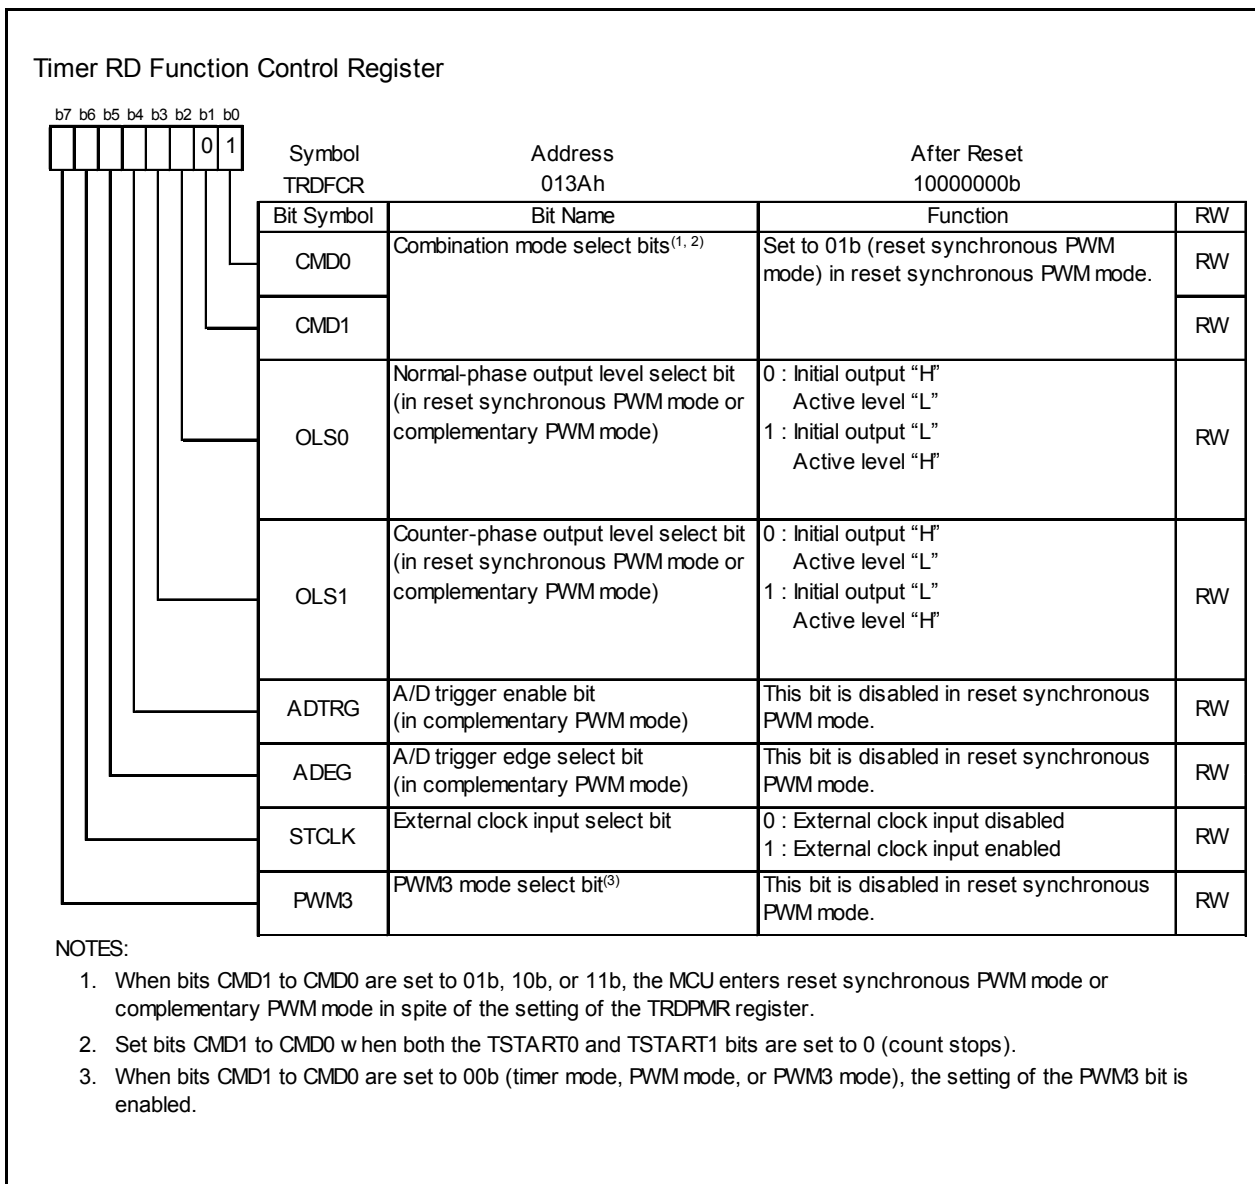 Timer RD Function Control Register
b7 b6 b5 b4 b3 b2 b1 b0
0 1
Symbol Address After Reset
TRDFCR 013Ah 10000000b
Bit Symbol Bit Name Function RW
CMD0 Combination mode select bits(1, 2) Set to 01b (reset synchronous PWM RW
mode) in reset synchronous PWM mode.
CMD1 RW
Normal-phase output level select bit 0 : Initial output “H”
(in reset synchronous PWM mode or Active level “L”
complementary PWM mode) 1 : Initial output “L”
OLS0 RW
Active level “H”
Counter-phase output level select bit 0 : Initial output “H”
(in reset synchronous PWM mode or Active level “L”
complementary PWM mode) 1 : Initial output “L”
OLS1 RW
Active level “H”
ADTRG A/D trigger enable bit This bit is disabled in reset synchronous RW
(in complementary PWM mode) PWM mode.
ADEG A/D trigger edge select bit This bit is disabled in reset synchronous RW
(in complementary PWM mode) PWM mode.
STCLK External clock input select bit 0 : External clock input disabled RW
1 : External clock input enabled
PWM3 PWM3 mode select bit(3) This bit is disabled in reset synchronous RW
PWM mode.
NOTES:
1. When bits CMD1 to CMD0 are set to 01b, 10b, or 11b, the MCU enters reset synchronous PWM mode or
complementary PWM mode in spite of the setting of the TRDPMR register.
2. Set bits CMD1 to CMD0 when both the TSTART0 and TSTART1 bits are set to 0 (count stops).
3. When bits CMD1 to CMD0 are set to 00b (timer mode, PWM mode, or PWM3 mode), the setting of the PWM3 bit is
enabled.